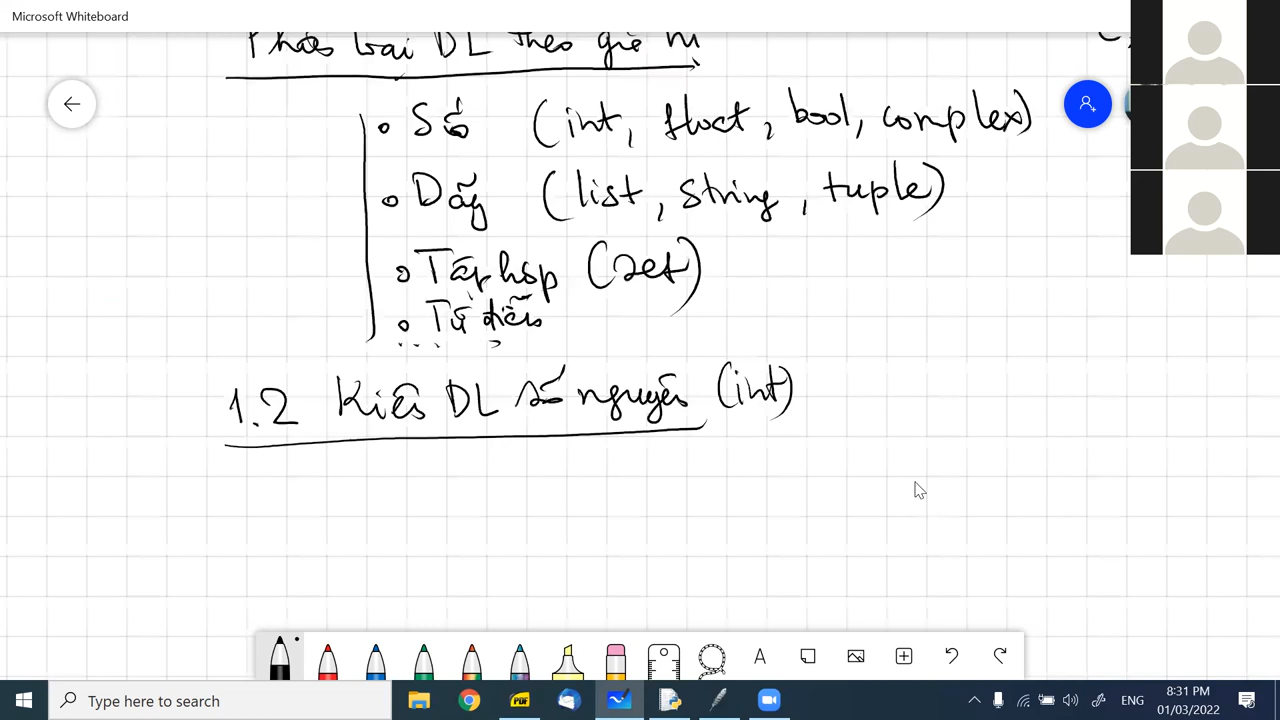 Microsoft Whiteboard
Phân loại DL theo giá trị
• Số (int, float, bool, complex)
• Dãy (list, string, tuple)
• Tập hợp (set)
• Từ điển
1.2 Kiểu DL số nguyên (int)
A
Type here to search
PDF
ENG
8:31 PM
01/03/2022